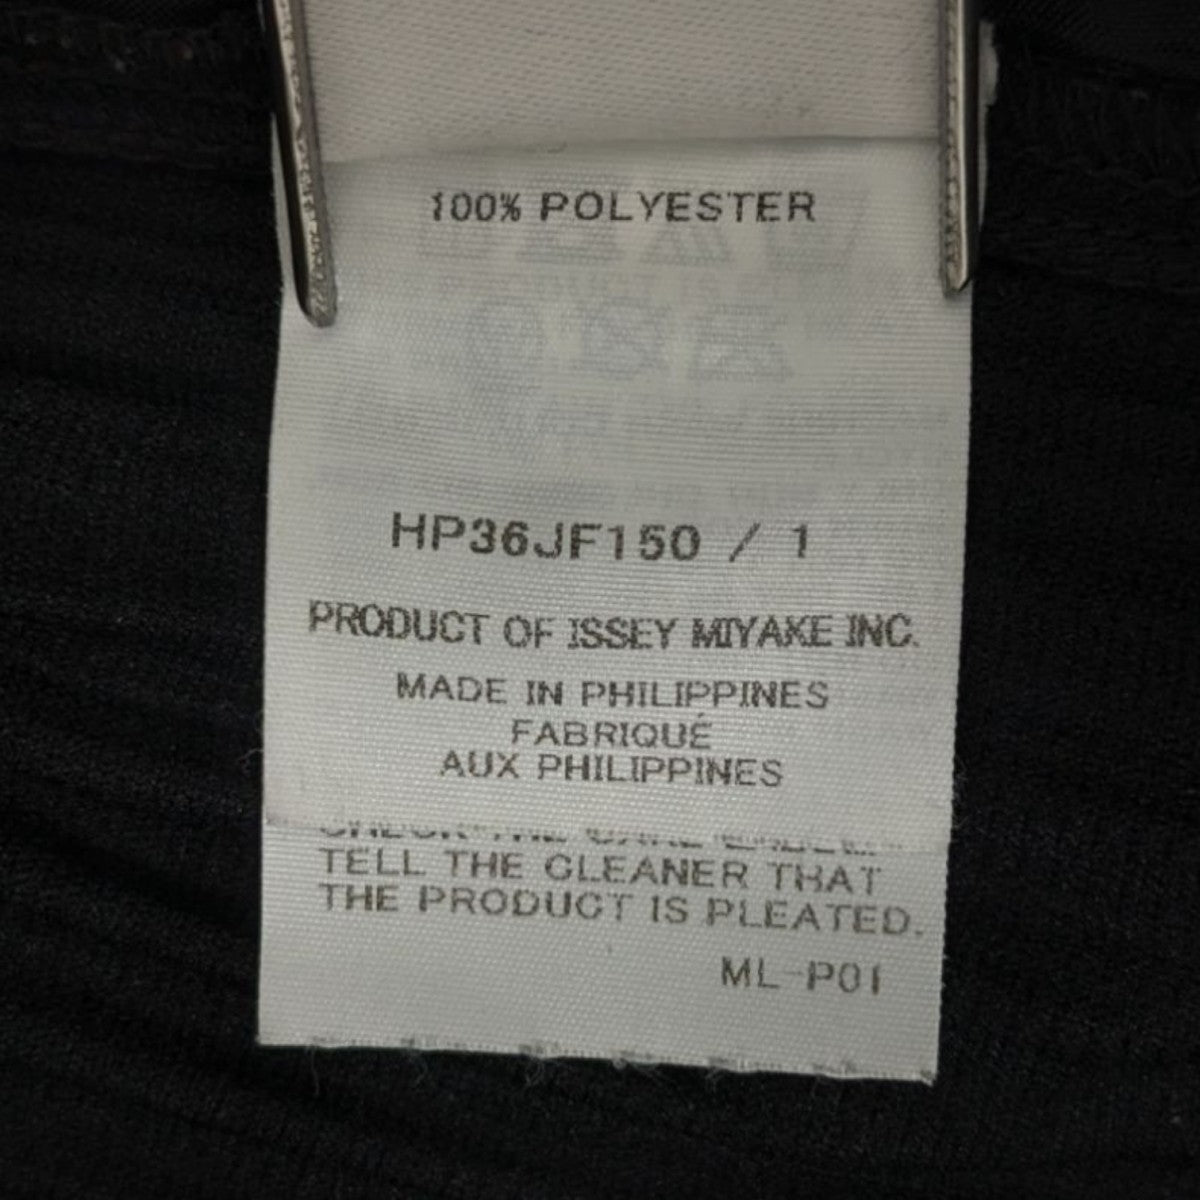 100% POLYESTER
HP36JF150 / 1
PRODUCT OF ISSEY MIYAKE INC.
MADE IN PHILIPPINES
FABRIQUÉ
AUX PHILIPPINES
TELL THE CLEANER THAT
THE PRODUCT IS PLEATED.
ML-P01